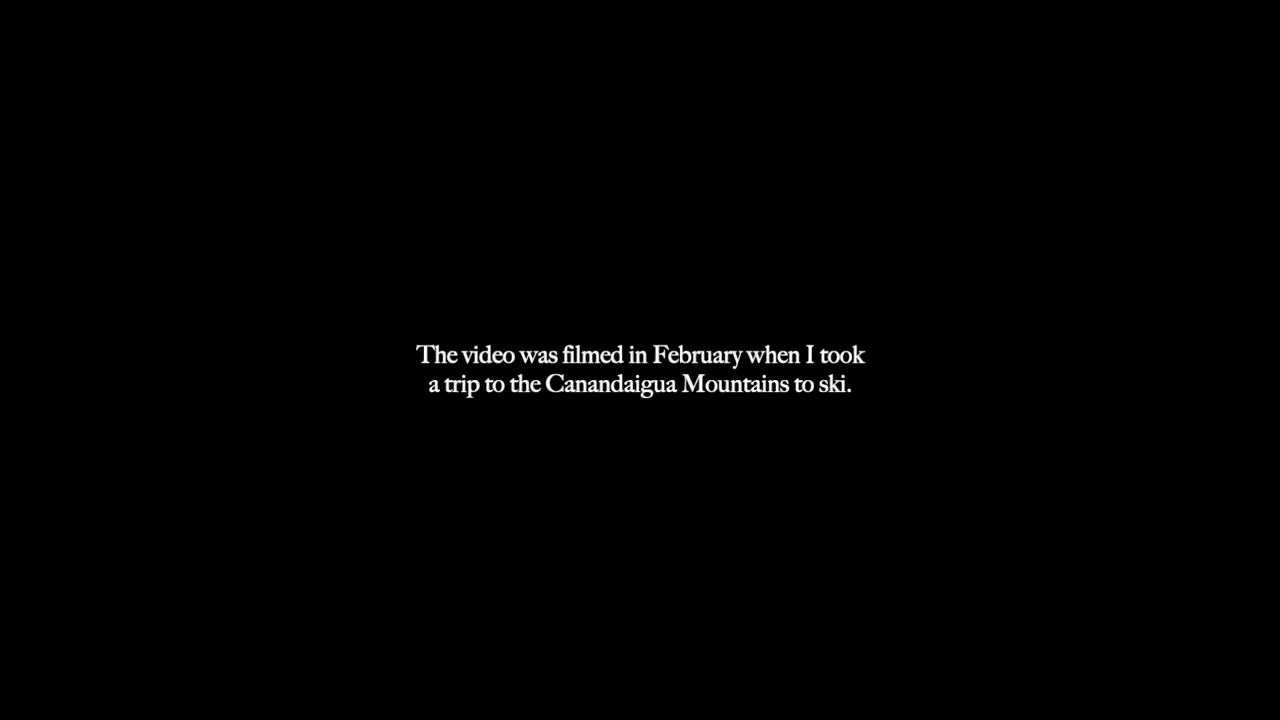 The video was filmed in February when I took
a trip to the Canandaigua Mountains to ski.